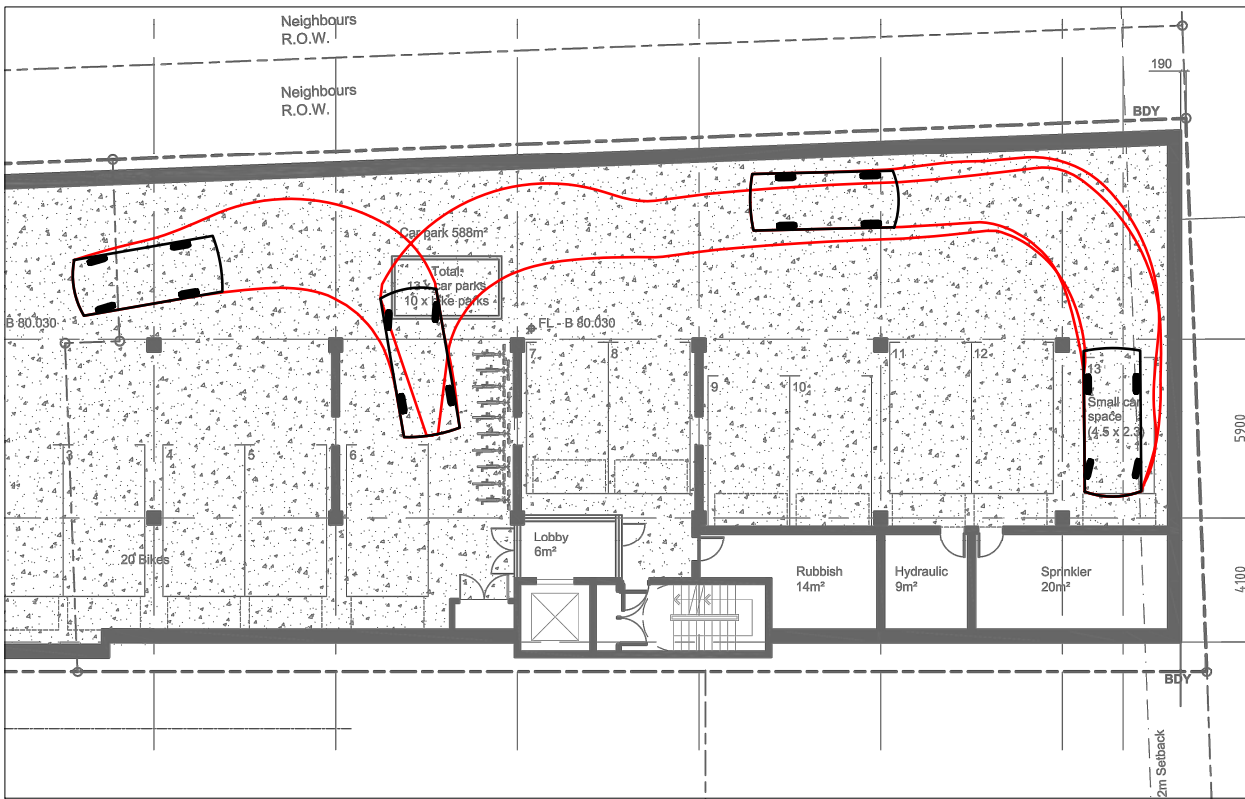 Neighbours
R.O.W.
190
Neighbours
R.O.W.
BDY
Car park 588m²
Total:
13 x car parks
10 x bike parks
B 80.030
FL - B 80.030
7
8
11
12
13
Small car
space
(4.5 x 2.3)
9
10
5900
3
4
5
6
20 Bikes
Lobby
6m²
Rubbish
14m²
Hydraulic
9m²
Sprinkler
20m²
4100
BDY
2m Setback